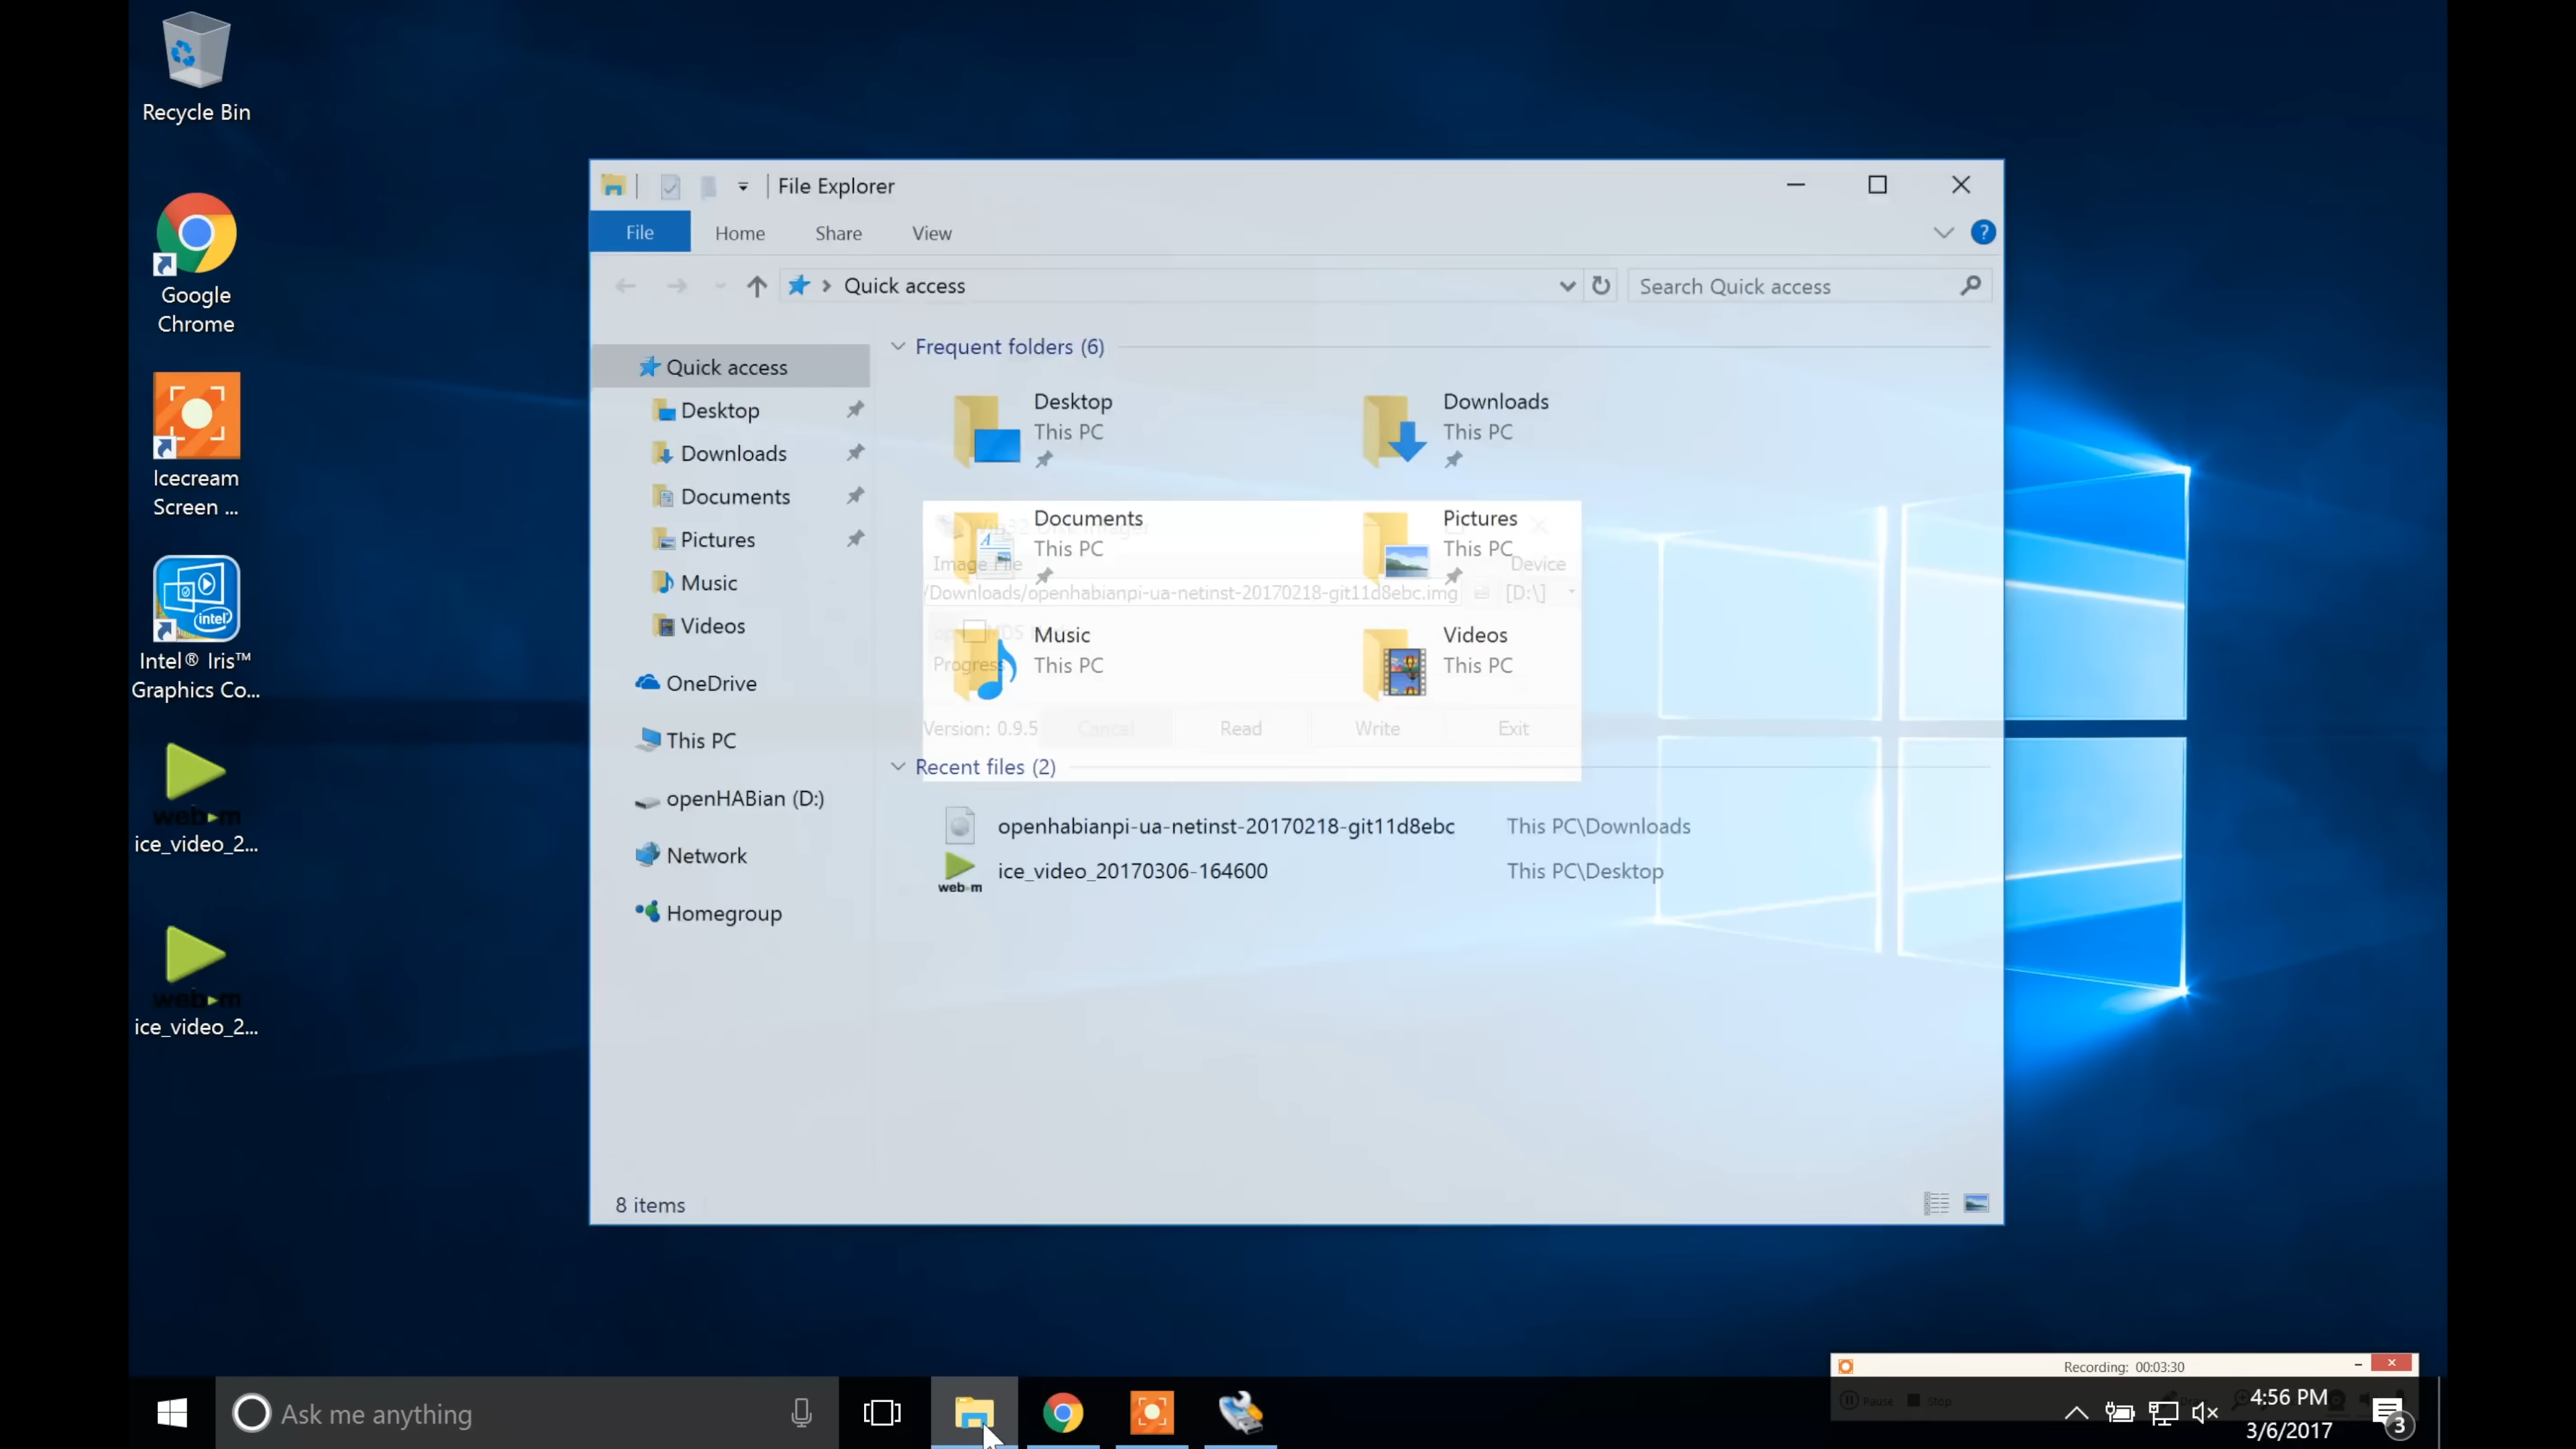 Recycle Bin
Google
Chrome
Icecream
Screen ...
Intel® Iris™
Graphics Co...
web-m
ice_video_2...
web-m
ice_video_2...
File Explorer
File
Home
Share
View
Quick access
Search Quick access
Quick access
Desktop
Downloads
Documents
Pictures
Music
Videos
OneDrive
This PC
openHABian (D:)
Network
Homegroup
Frequent folders (6)
Desktop
This PC
Downloads
This PC
Documents
This PC
Pictures
This PC
Image File
Device
/Downloads/openhabianpi-ua-netinst-20170218-git11d8ebc.img
[D:\]
Music
This PC
Videos
This PC
Progress
Version: 0.9.5
Cancel
Read
Write
Exit
Recent files (2)
openhabianpi-ua-netinst-20170218-git11d8ebc
This PC\Downloads
web-m
ice_video_20170306-164600
This PC\Desktop
8 items
Recording: 00:03:30
Pause
Stop
Ask me anything
4:56 PM
3/6/2017
3